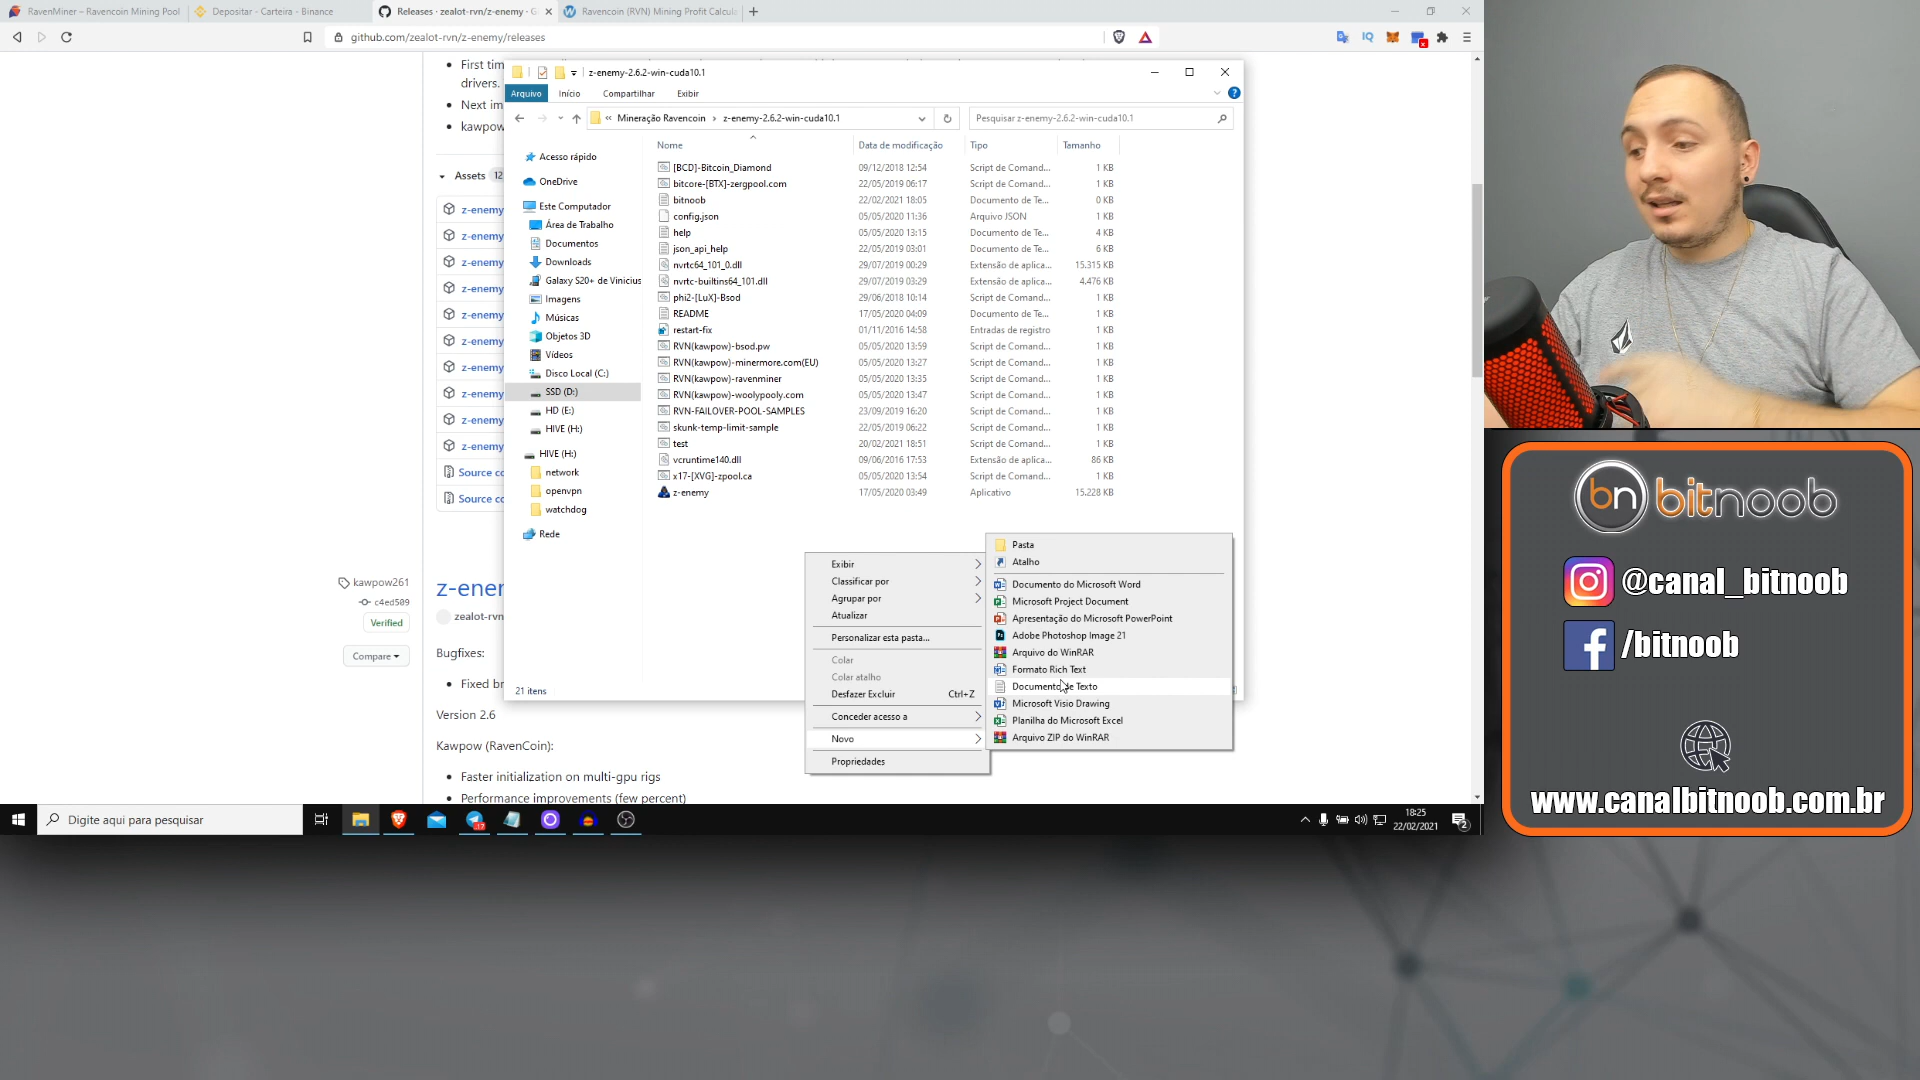 RavenMiner – Ravencoin Mining Pool
Depositar - Carteira - Binance
Releases · zealot-rvn/z-enemy · G
Ravencoin (RVN) Mining Profit Calcula
github.com/zealot-rvn/z-enemy/releases
IQ
First tim
drivers.
Next im
kawpow
Assets 12
z-enemy
z-enemy
z-enemy
z-enemy
z-enemy
z-enemy
z-enemy
z-enemy
z-enemy
z-enemy
Source co
Source co
kawpow261
c4ed509
Verified
Compare
z-ener
zealot-rvn
Bugfixes:
Fixed br
Version 2.6
Kawpow (RavenCoin):
Faster initialization on multi-gpu rigs
Performance improvements (few percent)
z-enemy-2.6.2-win-cuda10.1
Arquivo Início Compartilhar Exibir
« Mineração Ravencoin › z-enemy-2.6.2-win-cuda10.1
Pesquisar z-enemy-2.6.2-win-cuda10.1
Acesso rápido
OneDrive
Este Computador
Área de Trabalho
Documentos
Downloads
Galaxy S20+ de Vinicius
Imagens
Músicas
Objetos 3D
Vídeos
Disco Local (C:)
SSD (D:)
HD (E:)
HIVE (H:)
HIVE (H:)
network
openvpn
watchdog
Rede
21 itens
Nome Data de modificação Tipo Tamanho
[BCD]-Bitcoin_Diamond 09/12/2018 12:54 Script de Comand... 1 KB
bitcore-[BTX]-zergpool.com 22/05/2019 06:17 Script de Comand... 1 KB
bitnoob 22/02/2021 18:05 Documento de Te... 0 KB
config.json 05/05/2020 11:36 Arquivo JSON 1 KB
help 05/05/2020 13:15 Documento de Te... 4 KB
json_api_help 22/05/2019 03:01 Documento de Te... 6 KB
nvrtc64_101_0.dll 29/07/2019 00:29 Extensão de aplica... 15.315 KB
nvrtc-builtins64_101.dll 29/07/2019 03:29 Extensão de aplica... 4.476 KB
phi2-[LuX]-Bsod 29/06/2018 10:14 Script de Comand... 1 KB
README 17/05/2020 04:09 Documento de Te... 1 KB
restart-fix 01/11/2016 14:58 Entradas de registro 1 KB
RVN(kawpow)-bsod.pw 05/05/2020 13:59 Script de Comand... 1 KB
RVN(kawpow)-minermore.com(EU) 05/05/2020 13:27 Script de Comand... 1 KB
RVN(kawpow)-ravenminer 05/05/2020 13:35 Script de Comand... 1 KB
RVN(kawpow)-woolypooly.com 05/05/2020 13:47 Script de Comand... 1 KB
RVN-FAILOVER-POOL-SAMPLES 23/09/2019 16:20 Script de Comand... 1 KB
skunk-temp-limit-sample 22/05/2019 06:22 Script de Comand... 1 KB
test 20/02/2021 18:51 Script de Comand... 1 KB
vcruntime140.dll 09/06/2016 17:53 Extensão de aplica... 86 KB
x17-[XVG]-zpool.ca 05/05/2020 13:54 Script de Comand... 1 KB
z-enemy 17/05/2020 03:49 Aplicativo 15.228 KB
Exibir
Classificar por
Agrupar por
Atualizar
Personalizar esta pasta...
Colar
Colar atalho
Desfazer Excluir Ctrl+Z
Conceder acesso a
Novo
Propriedades
Pasta
Atalho
Documento do Microsoft Word
Microsoft Project Document
Apresentação do Microsoft PowerPoint
Adobe Photoshop Image 21
Arquivo do WinRAR
Formato Rich Text
Documento de Texto
Microsoft Visio Drawing
Planilha do Microsoft Excel
Arquivo ZIP do WinRAR
Digite aqui para pesquisar
17
18:25
22/02/2021
2
bn bitnoob
@canal_bitnoob
/bitnoob
www.canalbitnoob.com.br